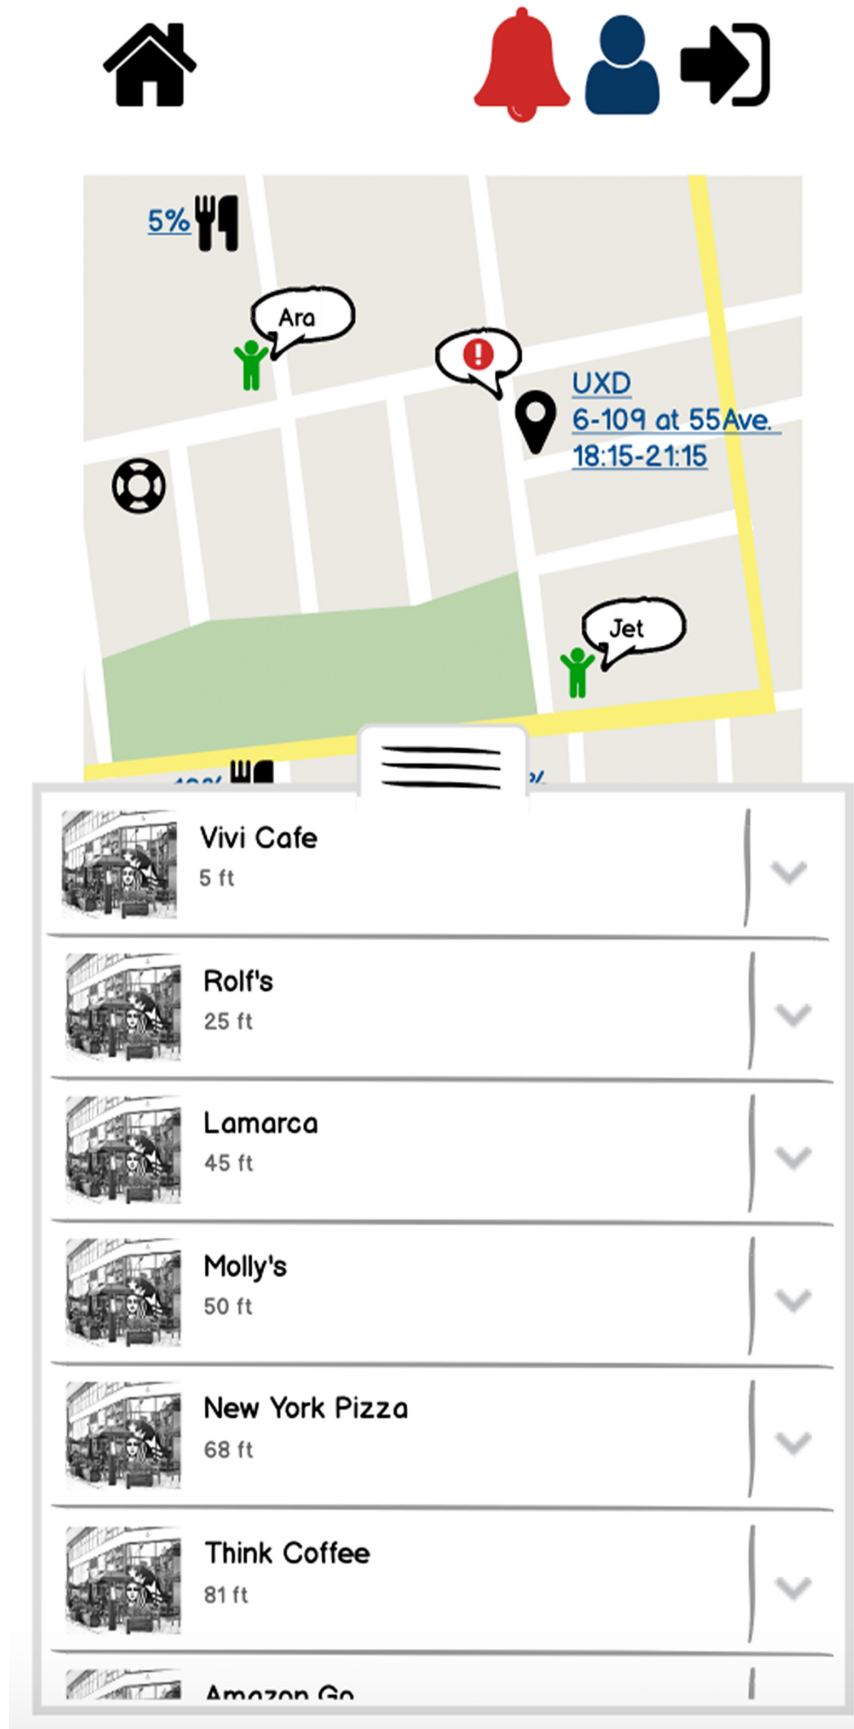 5%
Ara
!
UXD
6-109 at 55Ave.
18:15-21:15
Jet
%
Vivi Cafe
5 ft
Rolf's
25 ft
Lamarca
45 ft
Molly's
50 ft
New York Pizza
68 ft
Think Coffee
81 ft
Amazon Go